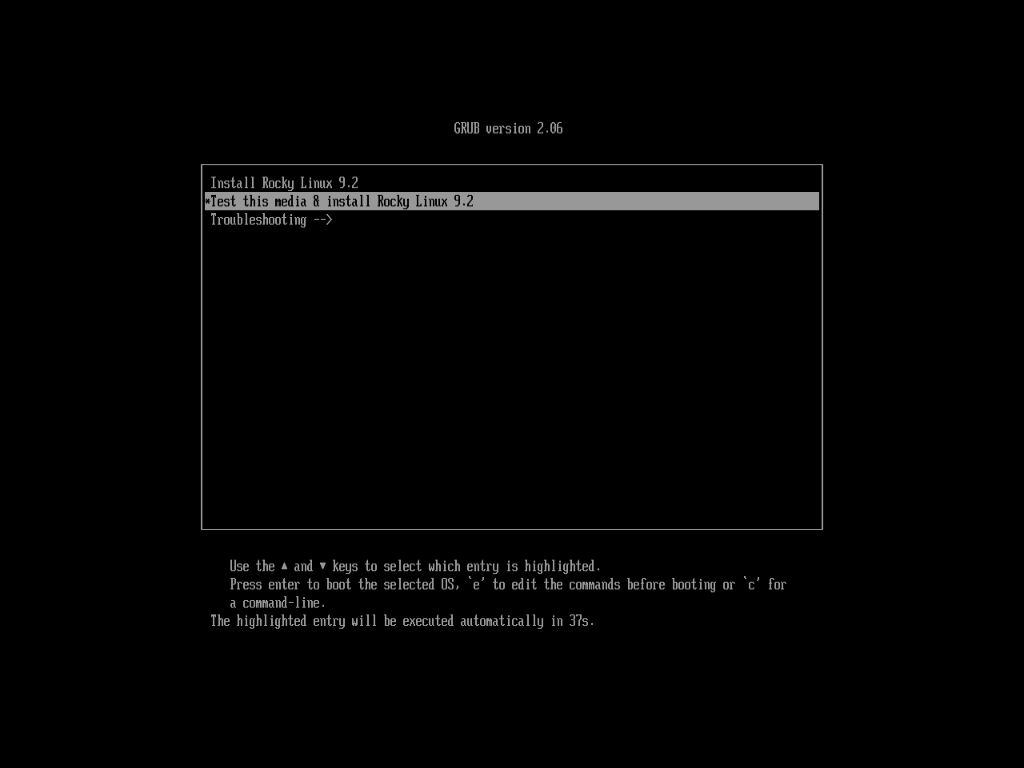 GRUB version 2.06
Install Rocky Linux 9.2
*Test this media & install Rocky Linux 9.2
Troubleshooting -->
Use the ▲ and ▼ keys to select which entry is highlighted.
Press enter to boot the selected OS, `e' to edit the commands before booting or `c' for
a command-line.
The highlighted entry will be executed automatically in 37s.